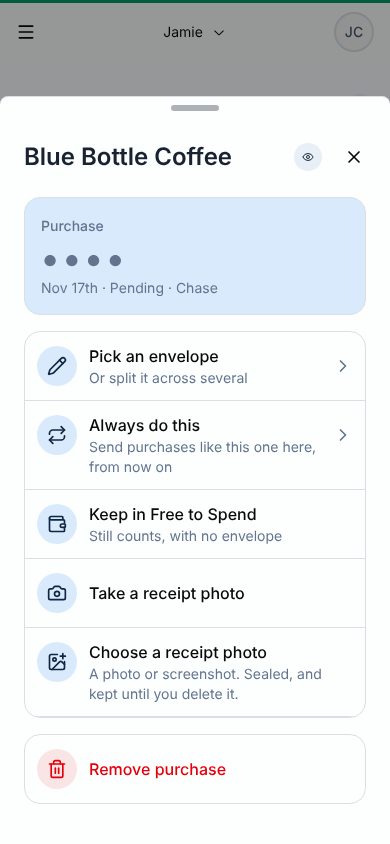 Jamie
JC
Blue Bottle Coffee
Purchase
Nov 17th · Pending · Chase
Pick an envelope
Or split it across several
Always do this
Send purchases like this one here,
from now on
Keep in Free to Spend
Still counts, with no envelope
Take a receipt photo
Choose a receipt photo
A photo or screenshot. Sealed, and
kept until you delete it.
Remove purchase